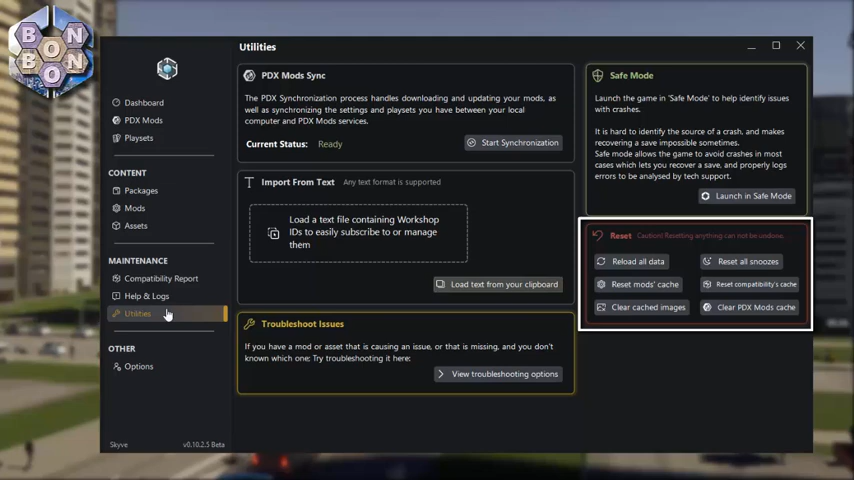 BON
BON
Utilities
Dashboard
PDX Mods
Playsets
CONTENT
Packages
Mods
Assets
MAINTENANCE
Compatibility Report
Help & Logs
Utilities
OTHER
Options
Skyve
v0.10.2.5 Beta
PDX Mods Sync
The PDX Synchronization process handles downloading and updating your mods, as
well as synchronizing the settings and playsets you have between your local
computer and PDX Mods services.
Current Status: Ready
Start Synchronization
Import From Text Any text format is supported
Load a text file containing Workshop
IDs to easily subscribe to or manage
them
Load text from your clipboard
Troubleshoot Issues
If you have a mod or asset that is causing an issue, or that is missing, and you don't
known which one; Try troubleshooting it here:
View troubleshooting options
Safe Mode
Launch the game in 'Safe Mode' to help identify issues
with crashes.
It is hard to identify the source of a crash, and makes
recovering a save impossible sometimes.
Safe mode allows the game to avoid crashes in most
cases which lets you recover a save, and properly logs
errors to be analysed by tech support.
Launch in Safe Mode
Reset Caution! Resetting anything can not be undone.
Reload all data
Reset all snoozes
Reset mods' cache
Reset compatibility's cache
Clear cached images
Clear PDX Mods cache